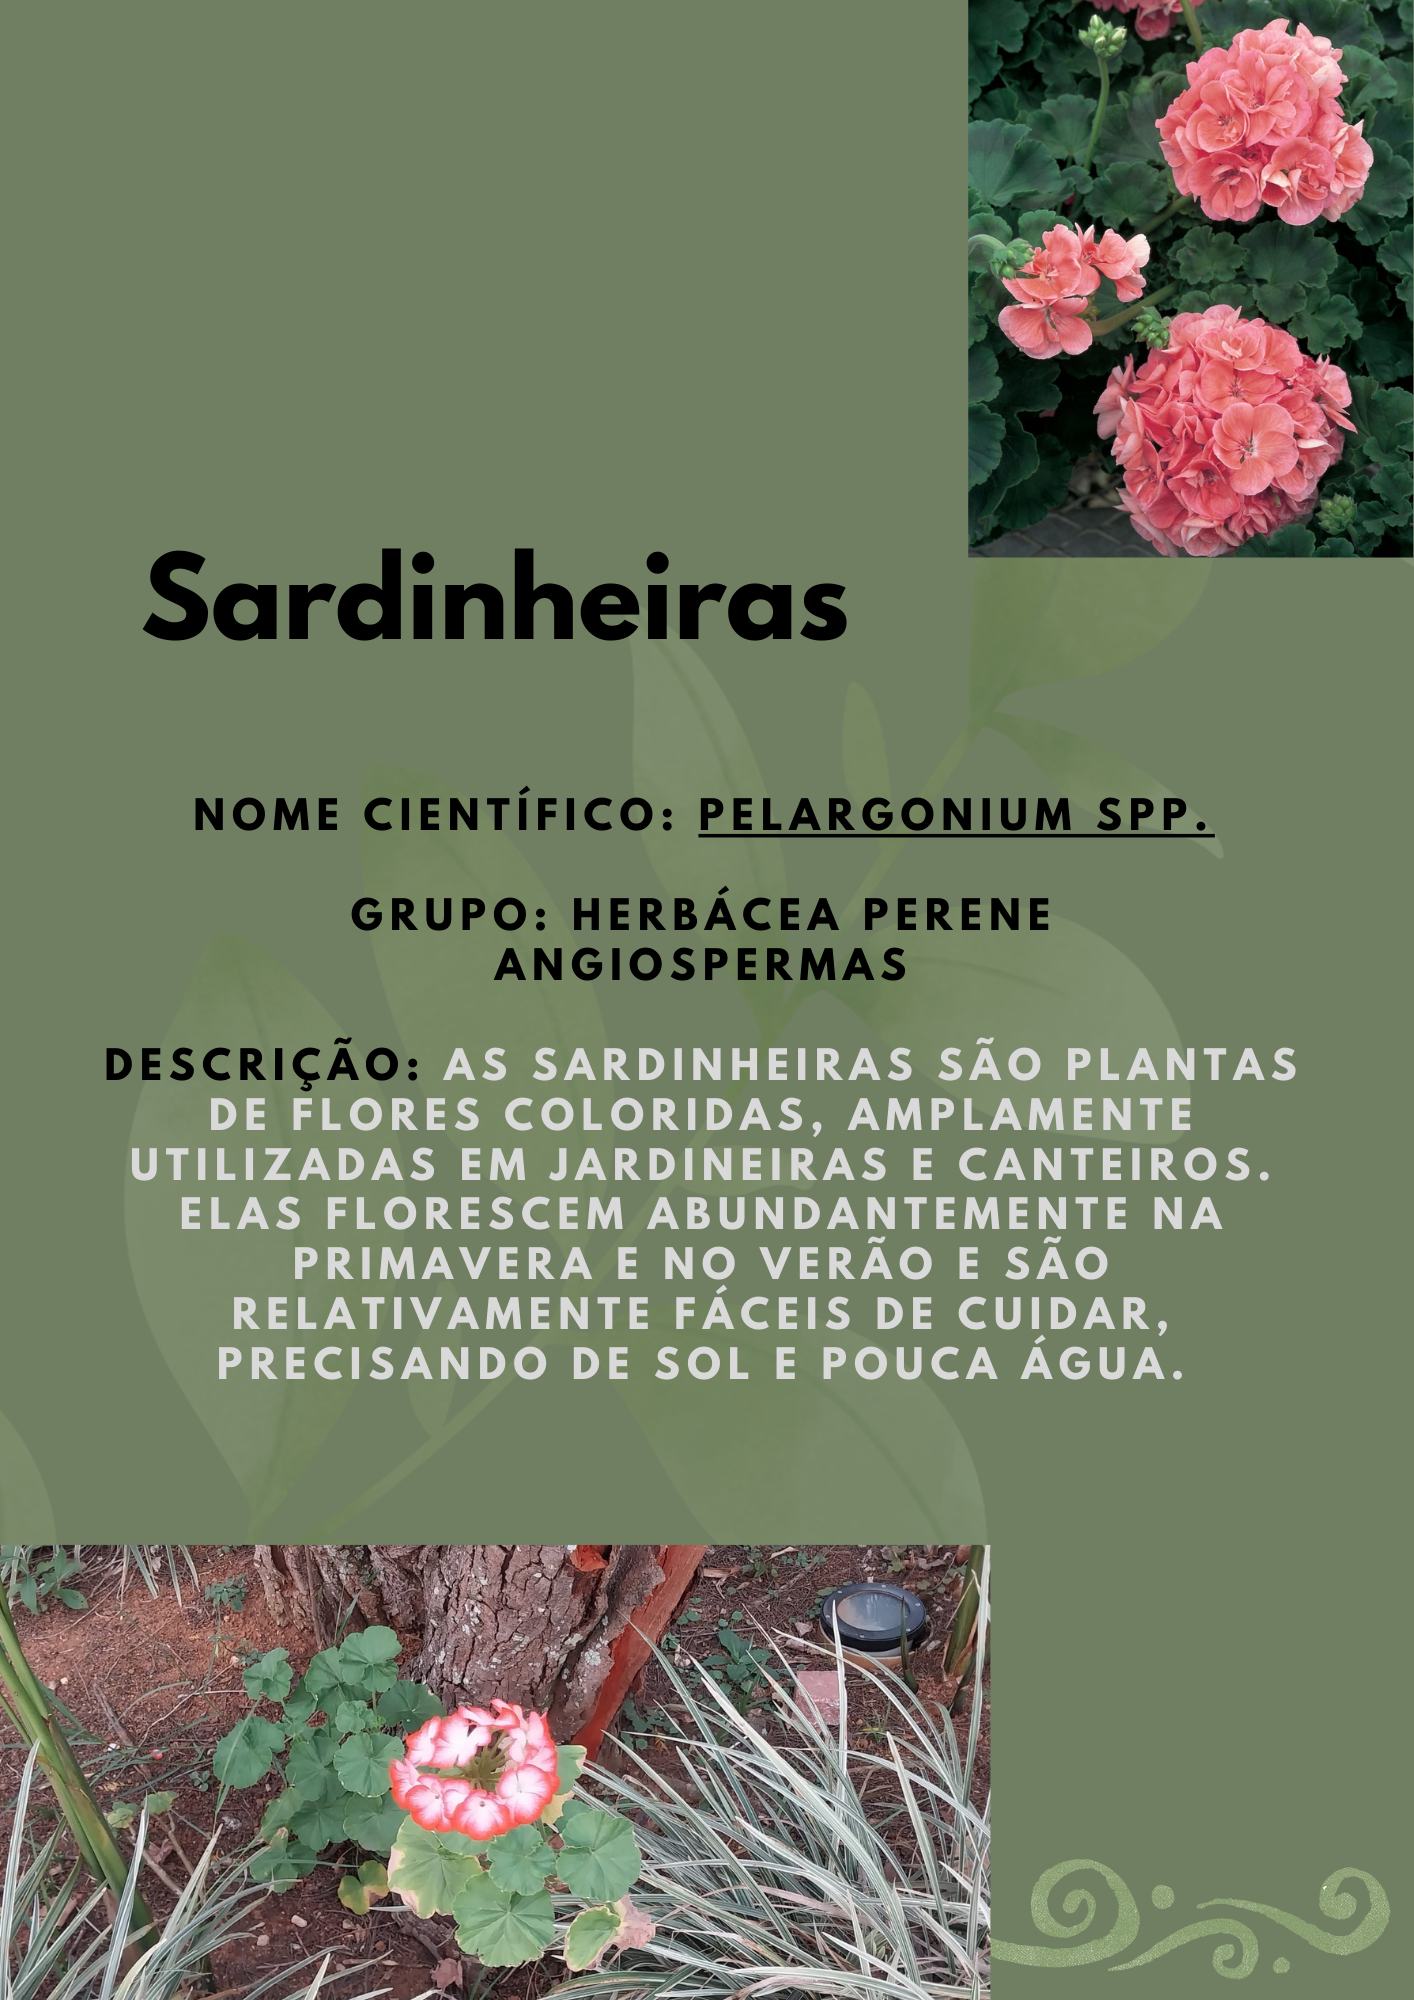 Sardinheiras
NOME CIENTÍFICO: PELARGONIUM SPP.
GRUPO: HERBÁCEA PERENE
ANGIOSPERMAS
DESCRIÇÃO: AS SARDINHEIRAS SÃO PLANTAS
DE FLORES COLORIDAS, AMPLAMENTE
UTILIZADAS EM JARDINEIRAS E CANTEIROS.
ELAS FLORESCEM ABUNDANTEMENTE NA
PRIMAVERA E NO VERÃO E SÃO
RELATIVAMENTE FÁCEIS DE CUIDAR,
PRECISANDO DE SOL E POUCA ÁGUA.